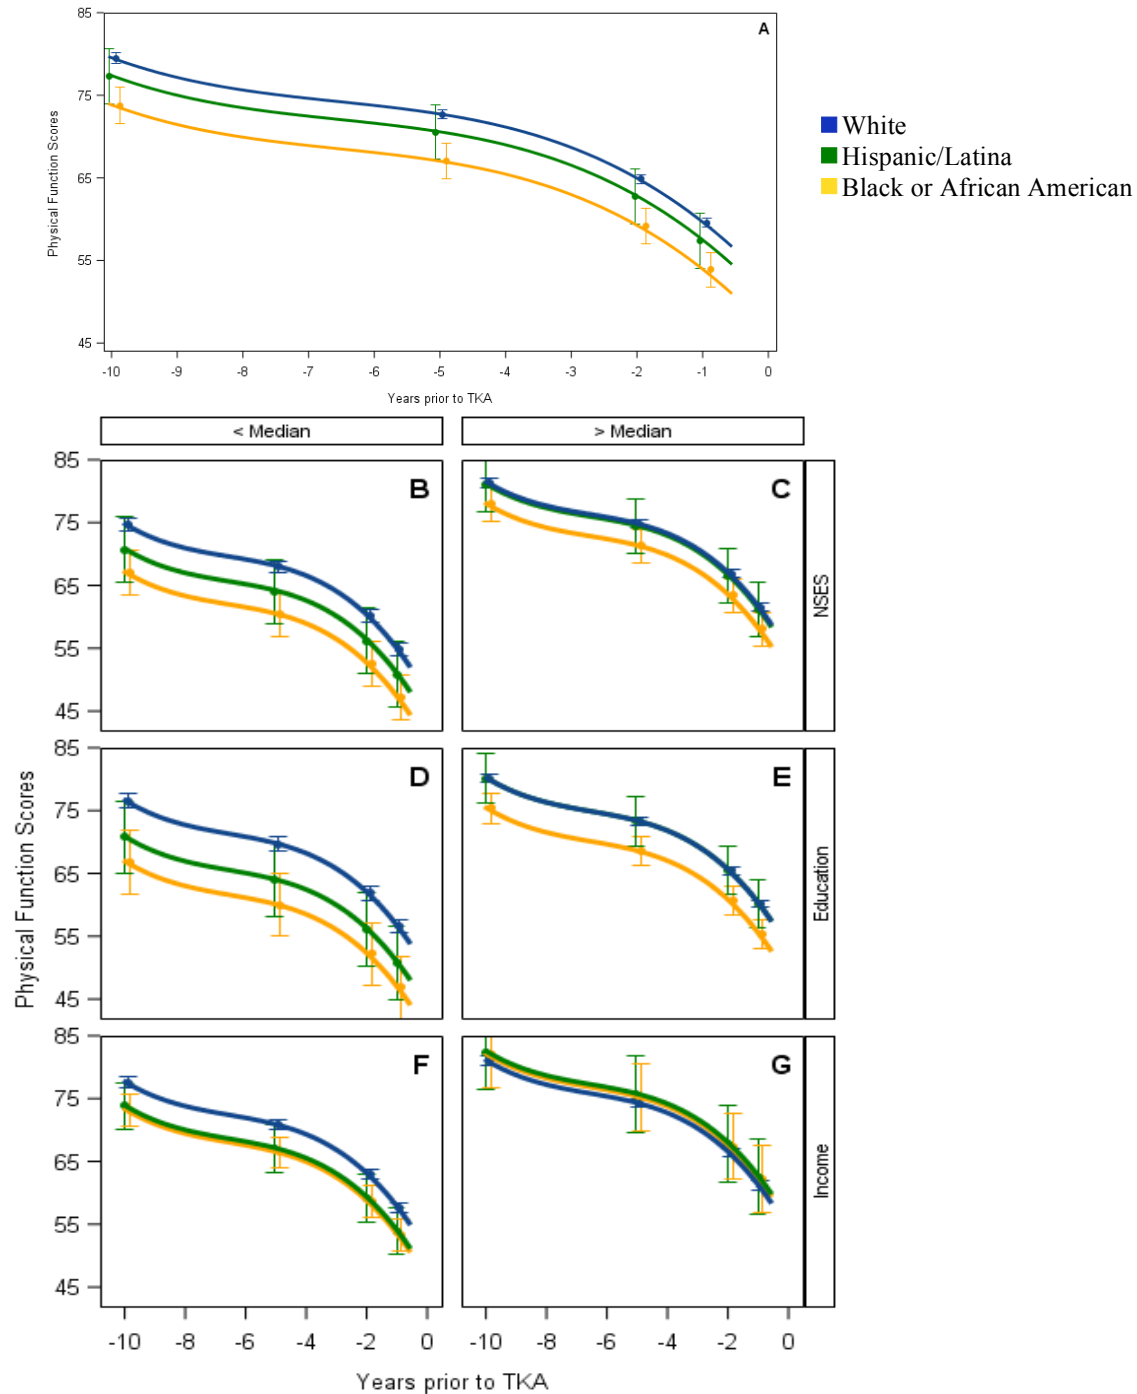 A
85
75
65
55
45
Physical Function Scores
-10 -9 -8 -7 -6 -5 -4 -3 -2 -1 0
Years prior to TKA
White
Hispanic/Latina
Black or African American
< Median > Median
85
75
65
55
45
B C
NSES
85
75
65
55
45
D E
Education
Physical Function Scores
85
75
65
55
45
F G
Income
-10 -8 -6 -4 -2 0 -10 -8 -6 -4 -2 0
Years prior to TKA